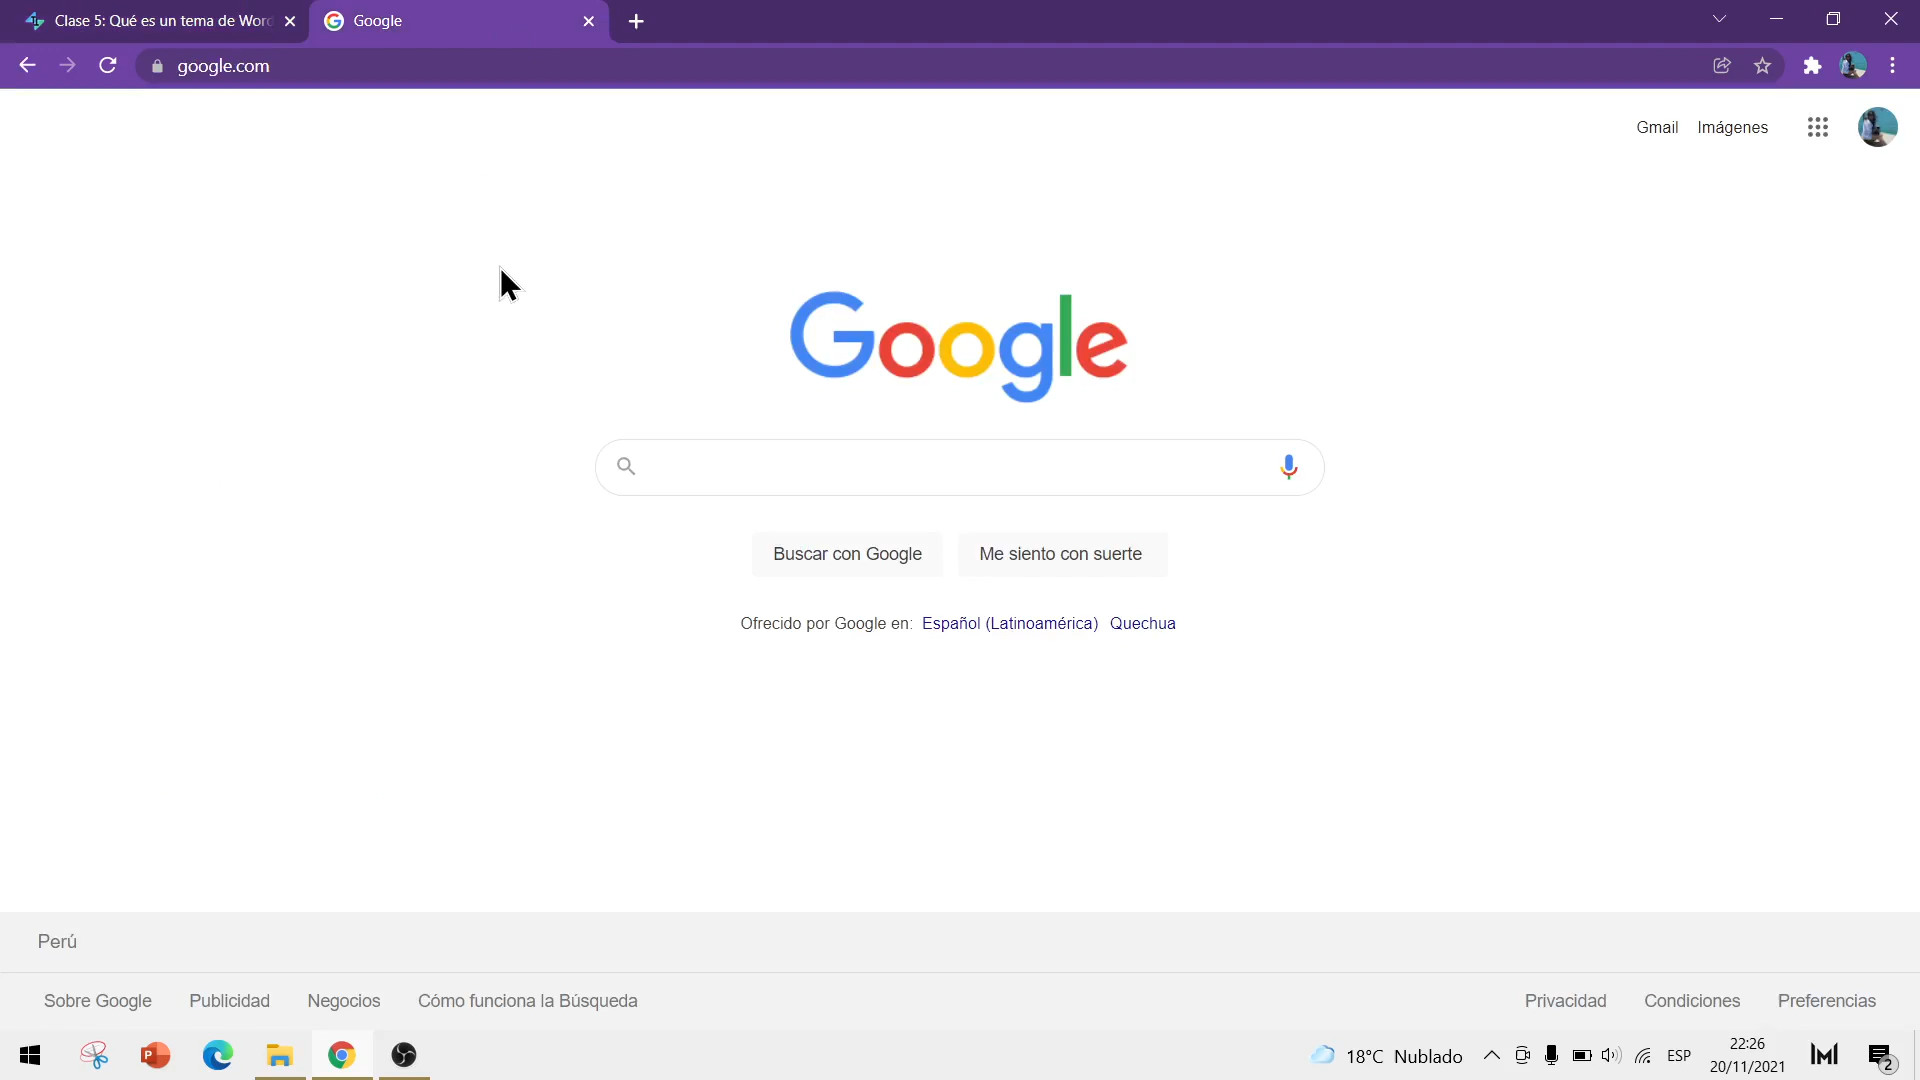 Clase 5: Qué es un tema de Word
Google
google.com
Gmail Imágenes
Google
Buscar con Google Me siento con suerte
Ofrecido por Google en: Español (Latinoamérica) Quechua
Perú
Sobre Google Publicidad Negocios Cómo funciona la Búsqueda Privacidad Condiciones Preferencias
18°C Nublado ESP 22:26
20/11/2021
2